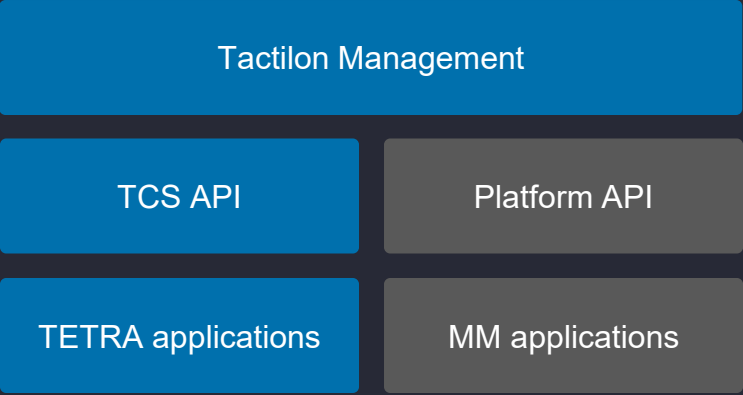 Tactilon Management
TCS API
Platform API
TETRA applications
MM applications